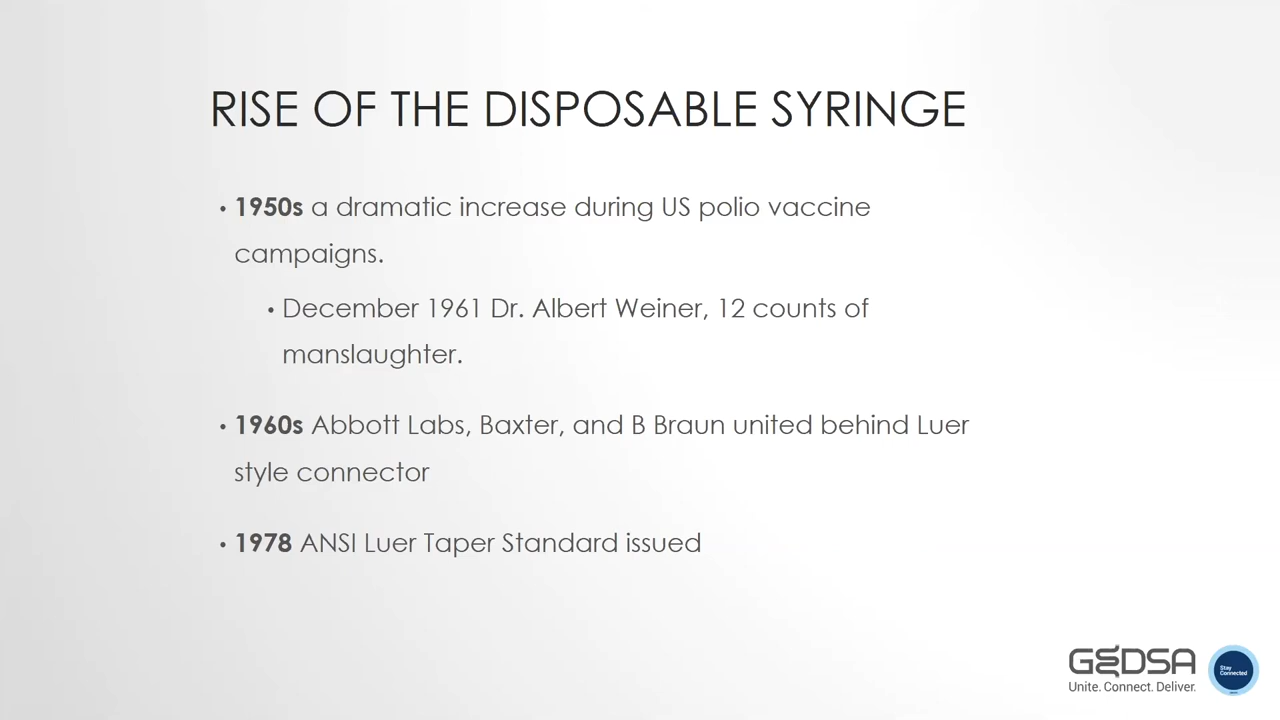 RISE OF THE DISPOSABLE SYRINGE
• 1950s a dramatic increase during US polio vaccine
campaigns.
• December 1961 Dr. Albert Weiner, 12 counts of
manslaughter.
• 1960s Abbott Labs, Baxter, and B Braun united behind Luer
style connector
• 1978 ANSI Luer Taper Standard issued
GEDSA
Unite. Connect. Deliver.
Stay
Connected